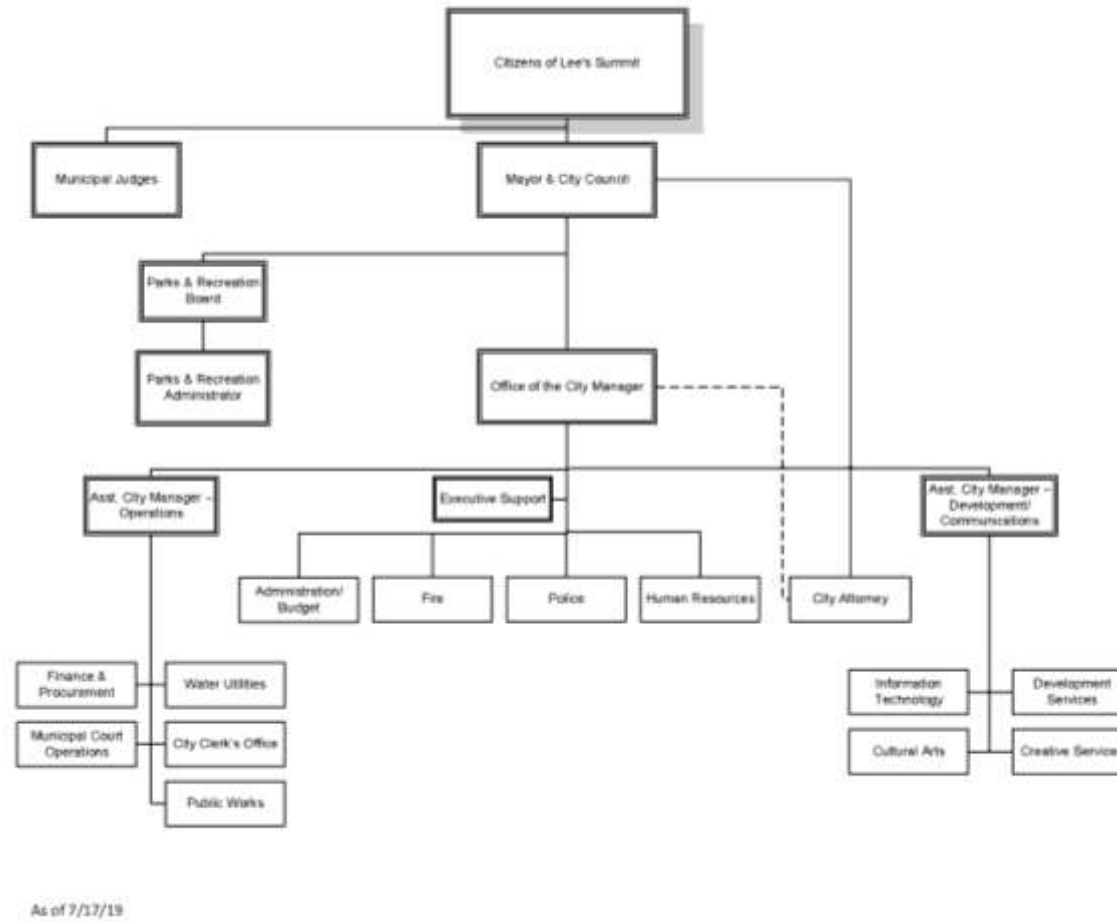 Citizens of Lee's Summit
Municipal Judges
Mayor & City Council
Parks & Recreation
Board
Parks & Recreation
Administrator
Office of the City Manager
Asst. City Manager –
Operations
Executive Support
Asst. City Manager –
Development/
Communications
Administration/
Budget
Fire
Police
Human Resources
City Attorney
Finance &
Procurement
Water Utilities
Information
Technology
Development
Services
Municipal Court
Operations
City Clerk's Office
Cultural Arts
Creative Service
Public Works
As of 7/17/19